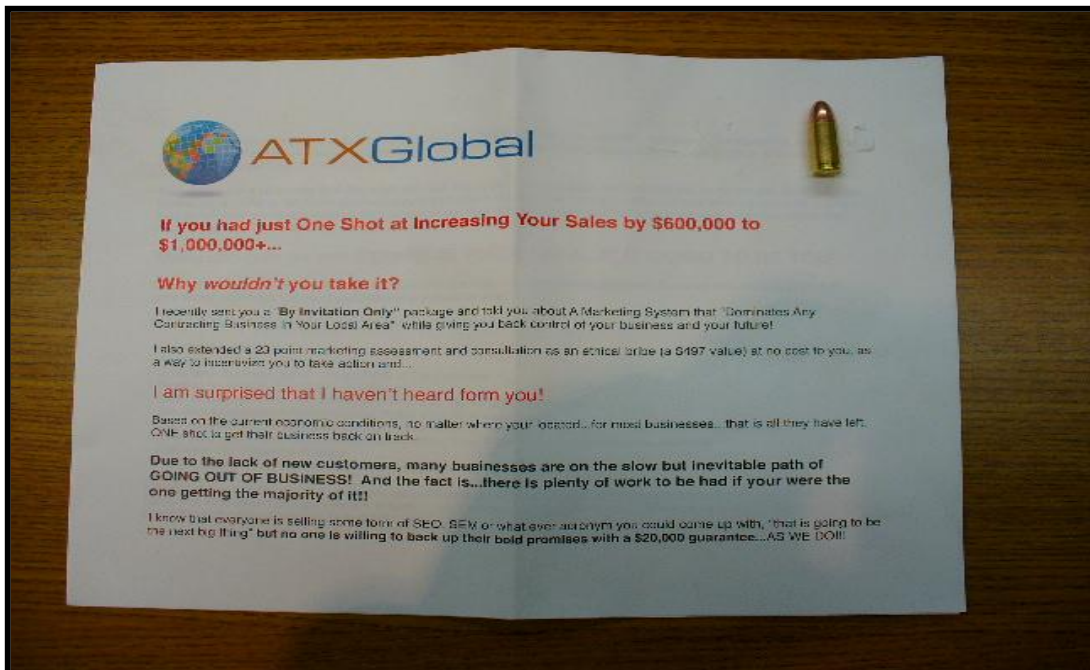 ATXGlobal
If you had just One Shot at Increasing Your Sales by $600,000 to
$1,000,000+...
Why wouldn't you take it?
I recently sent you a "By Invitation Only" package and told you about A Marketing System that "Dominates Any
Contracting Business In Your Local Area" while giving you back control of your business and your future!
I also extended a 23 point marketing assessment and consultation as an ethical bribe (a $497 value) at no cost to you, as
a way to incentivize you to take action and...
I am surprised that I haven't heard form you!
Based on the current economic conditions, no matter where your located...for most businesses...that is all they have left.
ONE shot to get their business back on track.
Due to the lack of new customers, many businesses are on the slow but inevitable path of
GOING OUT OF BUSINESS! And the fact is...there is plenty of work to be had if your were the
one getting the majority of it!!
I know that everyone is selling some form of SEO, SEM or what ever acronym you could come up with, "that is going to be
the next big thing" but no one is willing to back up their bold promises with a $20,000 guarantee...AS WE DO!!!